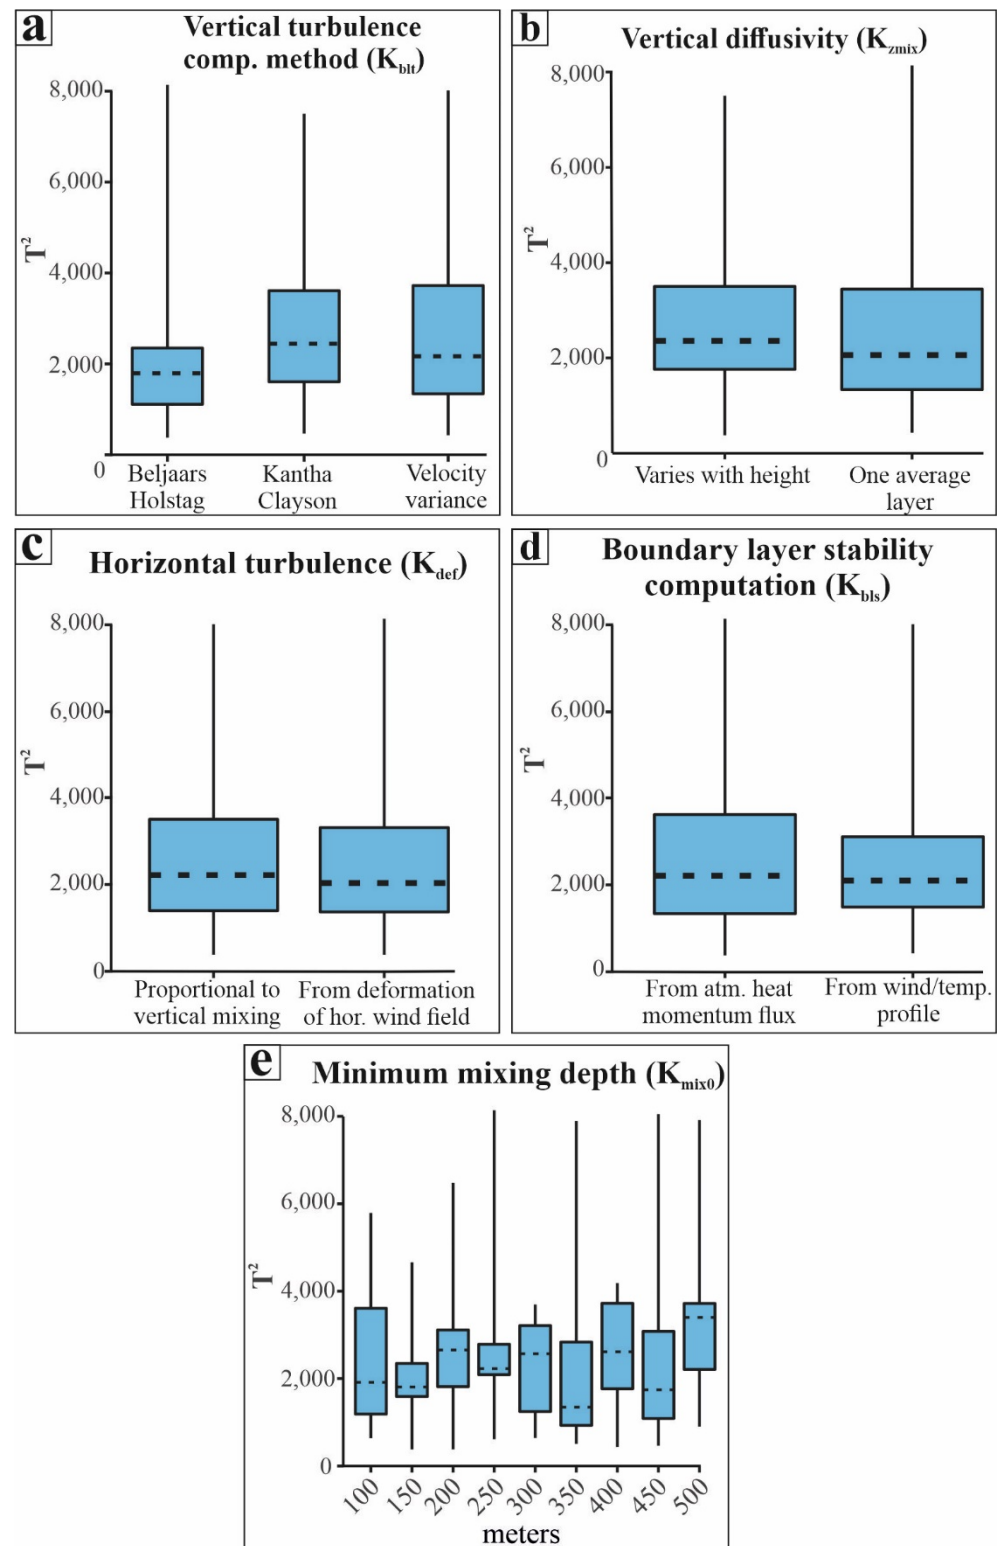 a
Vertical turbulence
comp. method (K_blt)
T²
8,000
6,000
4,000
2,000
0
Beljaars
Holstag
Kantha
Clayson
Velocity
variance
b
Vertical diffusivity (K_zmix)
T²
8,000
6,000
4,000
2,000
0
Varies with height
One average
layer
c
Horizontal turbulence (K_def)
T²
8,000
6,000
4,000
2,000
0
Proportional to
vertical mixing
From deformation
of hor. wind field
d
Boundary layer stability
computation (K_bls)
T²
8,000
6,000
4,000
2,000
0
From atm. heat
momentum flux
From wind/temp.
profile
e
Minimum mixing depth (K_mix0)
T²
8,000
6,000
4,000
2,000
0
100 150 200 250 300 350 400 450 500
meters